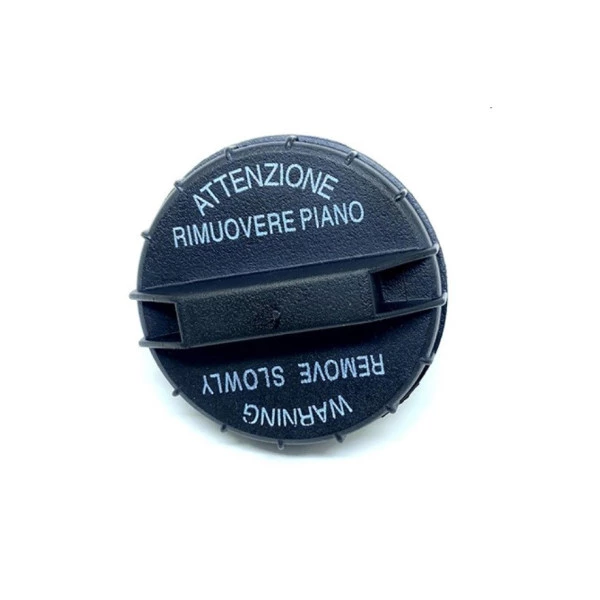 ATTENZIONE
RIMUOVERE PIANO
WARNING
REMOVE SLOWLY